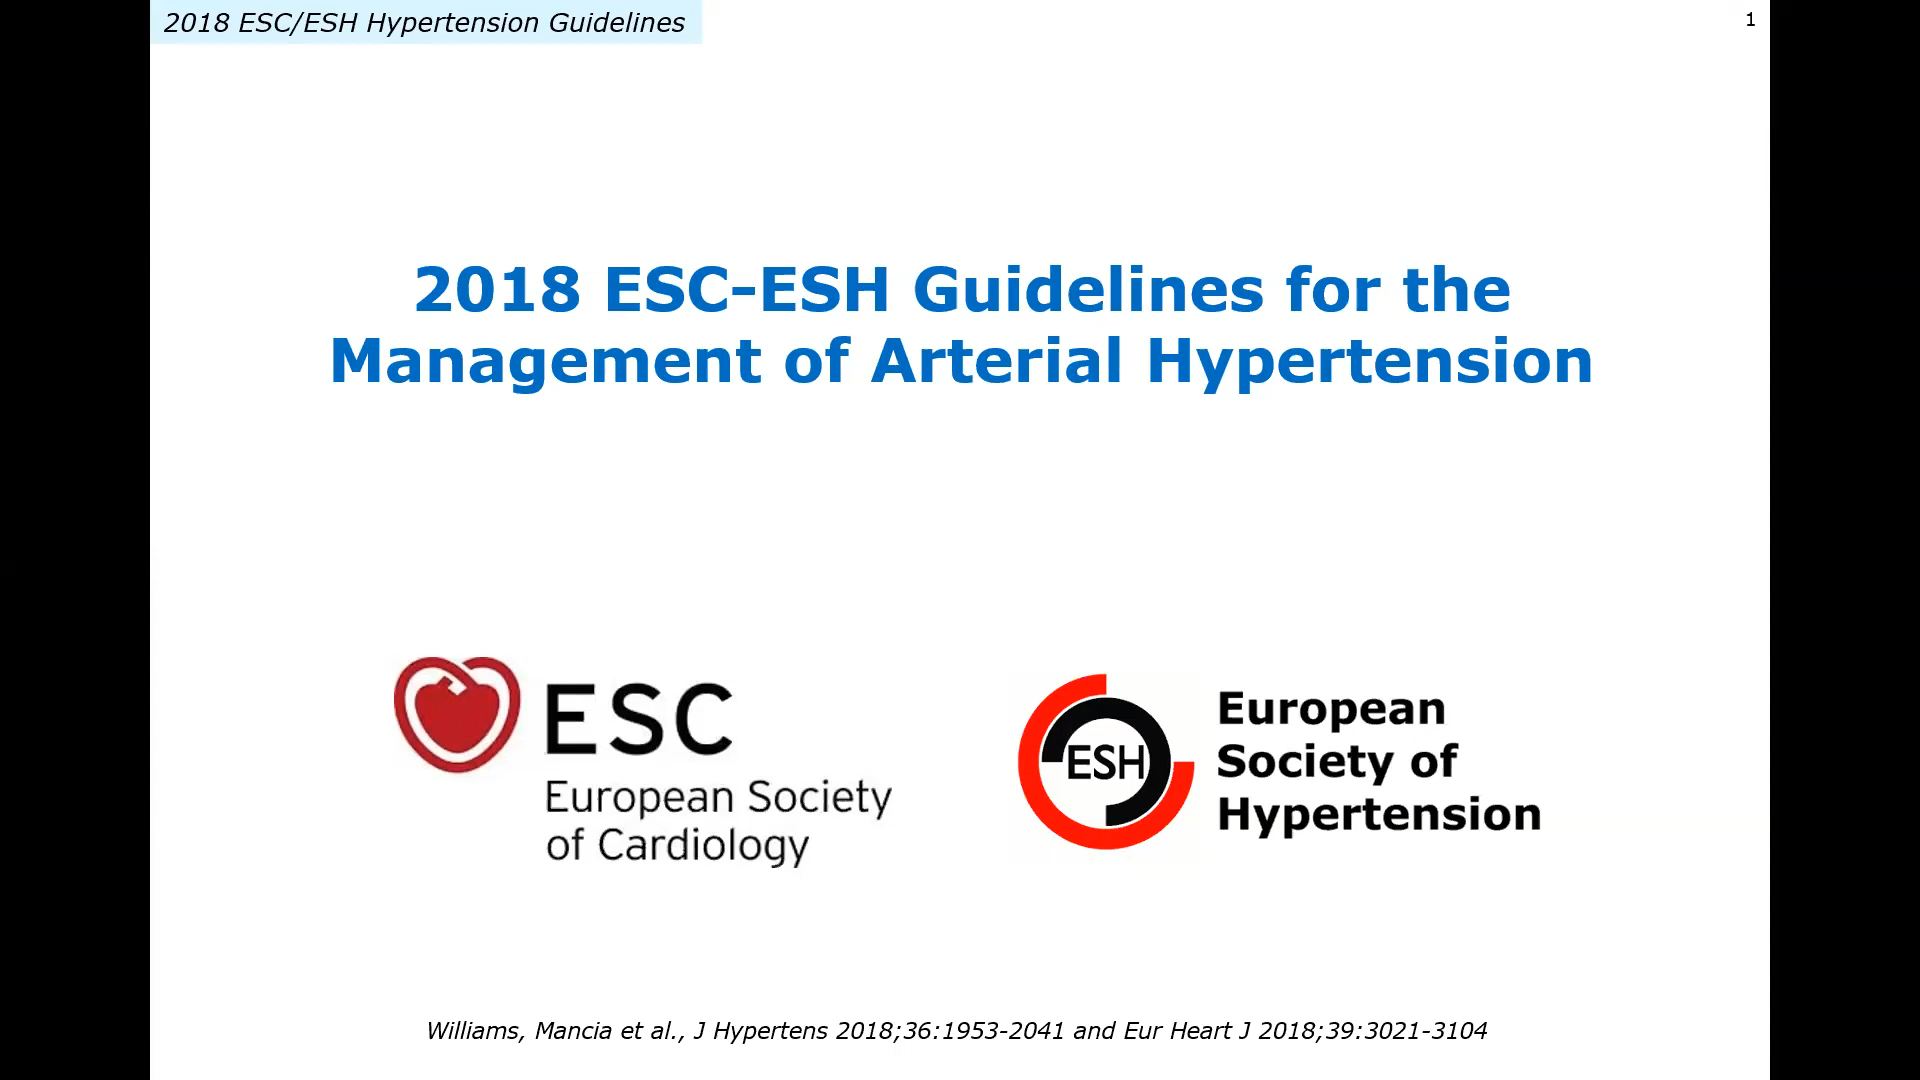 2018 ESC/ESH Hypertension Guidelines
1
2018 ESC-ESH Guidelines for the
Management of Arterial Hypertension
ESC
European Society
of Cardiology
ESH
European
Society of
Hypertension
Williams, Mancia et al., J Hypertens 2018;36:1953-2041 and Eur Heart J 2018;39:3021-3104